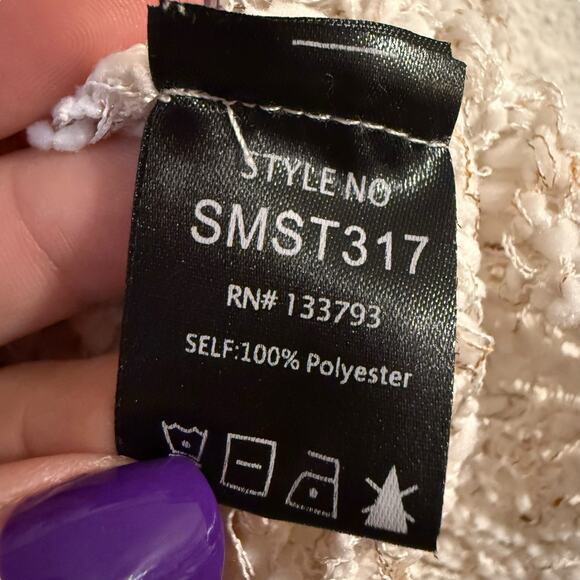 STYLE NO
SMST317
RN# 133793
SELF:100% Polyester